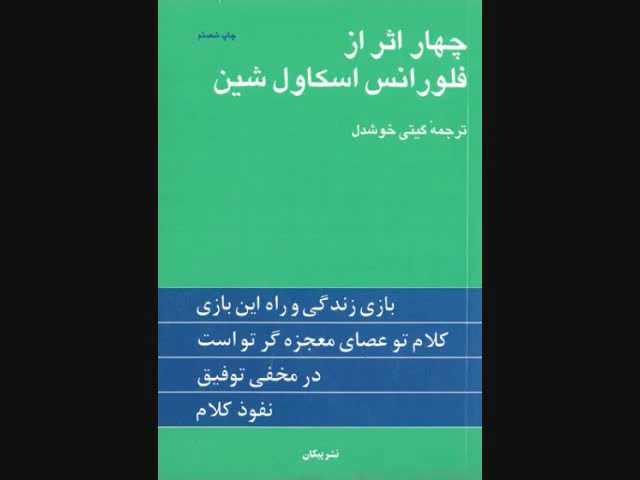 چاپ شصتم
چهار اثر از
فلورانس اسکاول شین
ترجمهٔ گیتی خوشدل
بازی زندگی و راه این بازی
کلام تو عصای معجزه گر تو است
در مخفی توفیق
نفوذ کلام
نشر پیکان